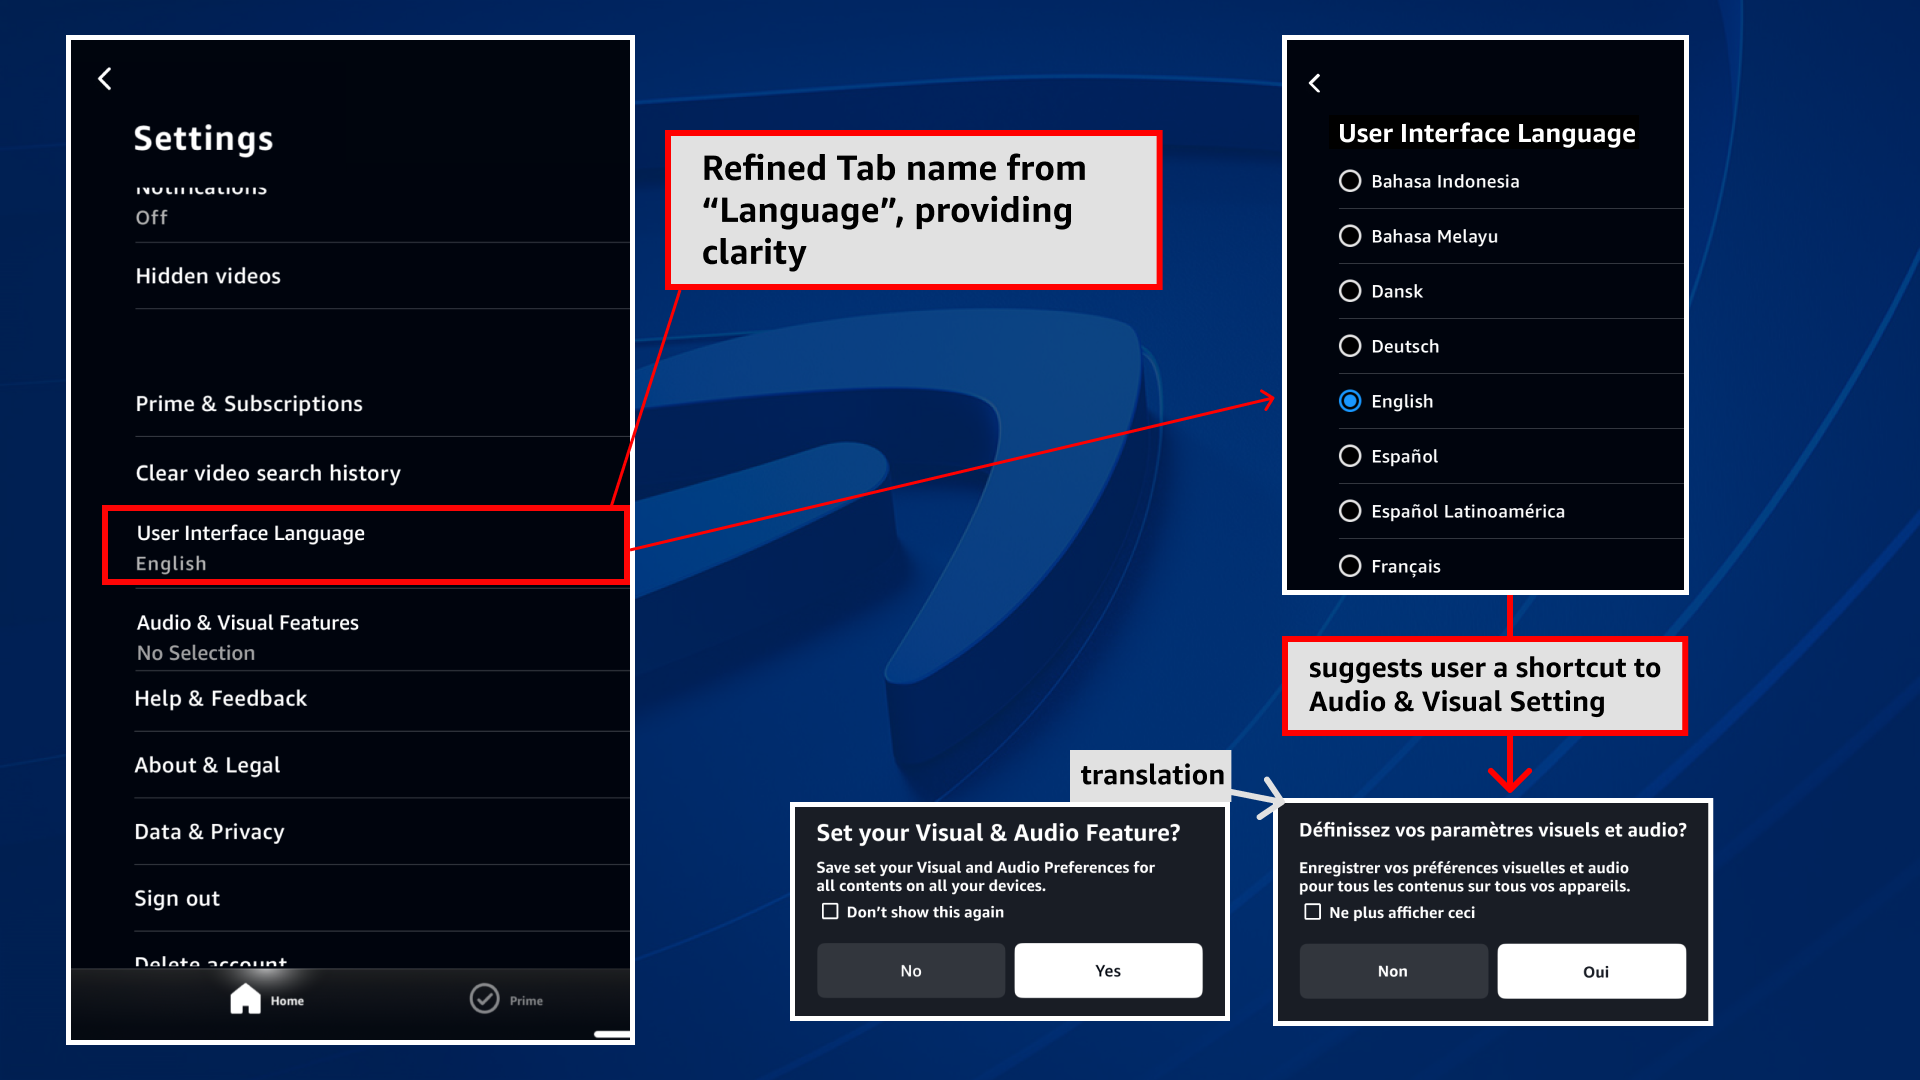 Settings
Notifications
Off
Hidden videos
Prime & Subscriptions
Clear video search history
User Interface Language
English
Audio & Visual Features
No Selection
Help & Feedback
About & Legal
Data & Privacy
Sign out
Delete account
Home
Prime
Refined Tab name from
“Language”, providing
clarity
User Interface Language
Bahasa Indonesia
Bahasa Melayu
Dansk
Deutsch
English
Español
Español Latinoamérica
Français
suggests user a shortcut to
Audio & Visual Setting
translation
Set your Visual & Audio Feature?
Save set your Visual and Audio Preferences for
all contents on all your devices.
Don’t show this again
No
Yes
Définissez vos paramètres visuels et audio?
Enregistrer vos préférences visuelles et audio
pour tous les contenus sur tous vos appareils.
Ne plus afficher ceci
Non
Oui